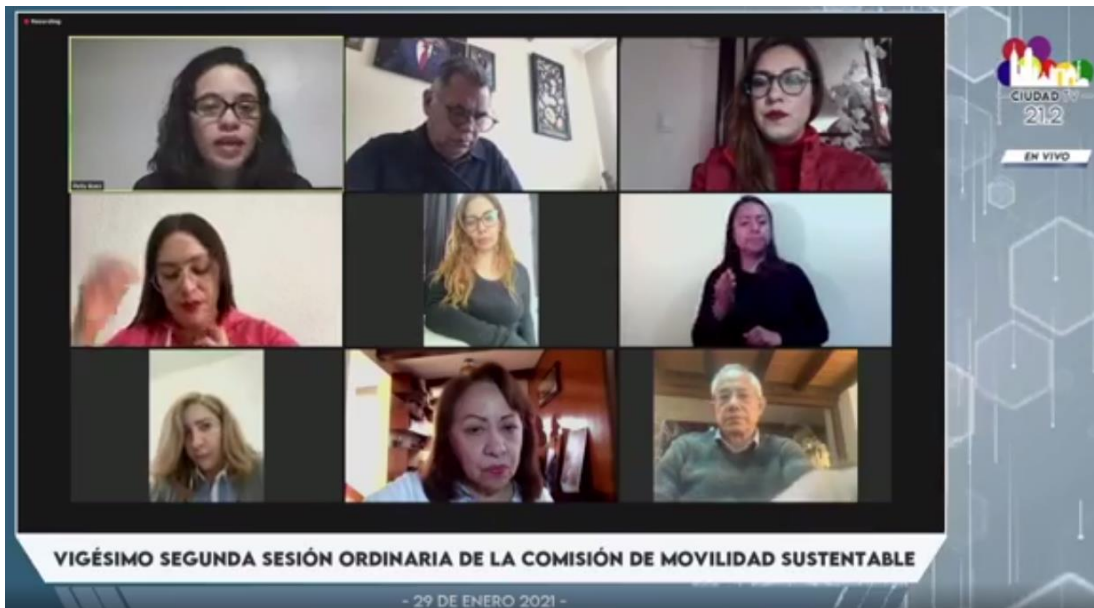 Recording
CIUDAD TV
21.2
EN VIVO
VIGÉSIMO SEGUNDA SESIÓN ORDINARIA DE LA COMISIÓN DE MOVILIDAD SUSTENTABLE
- 29 DE ENERO 2021 -